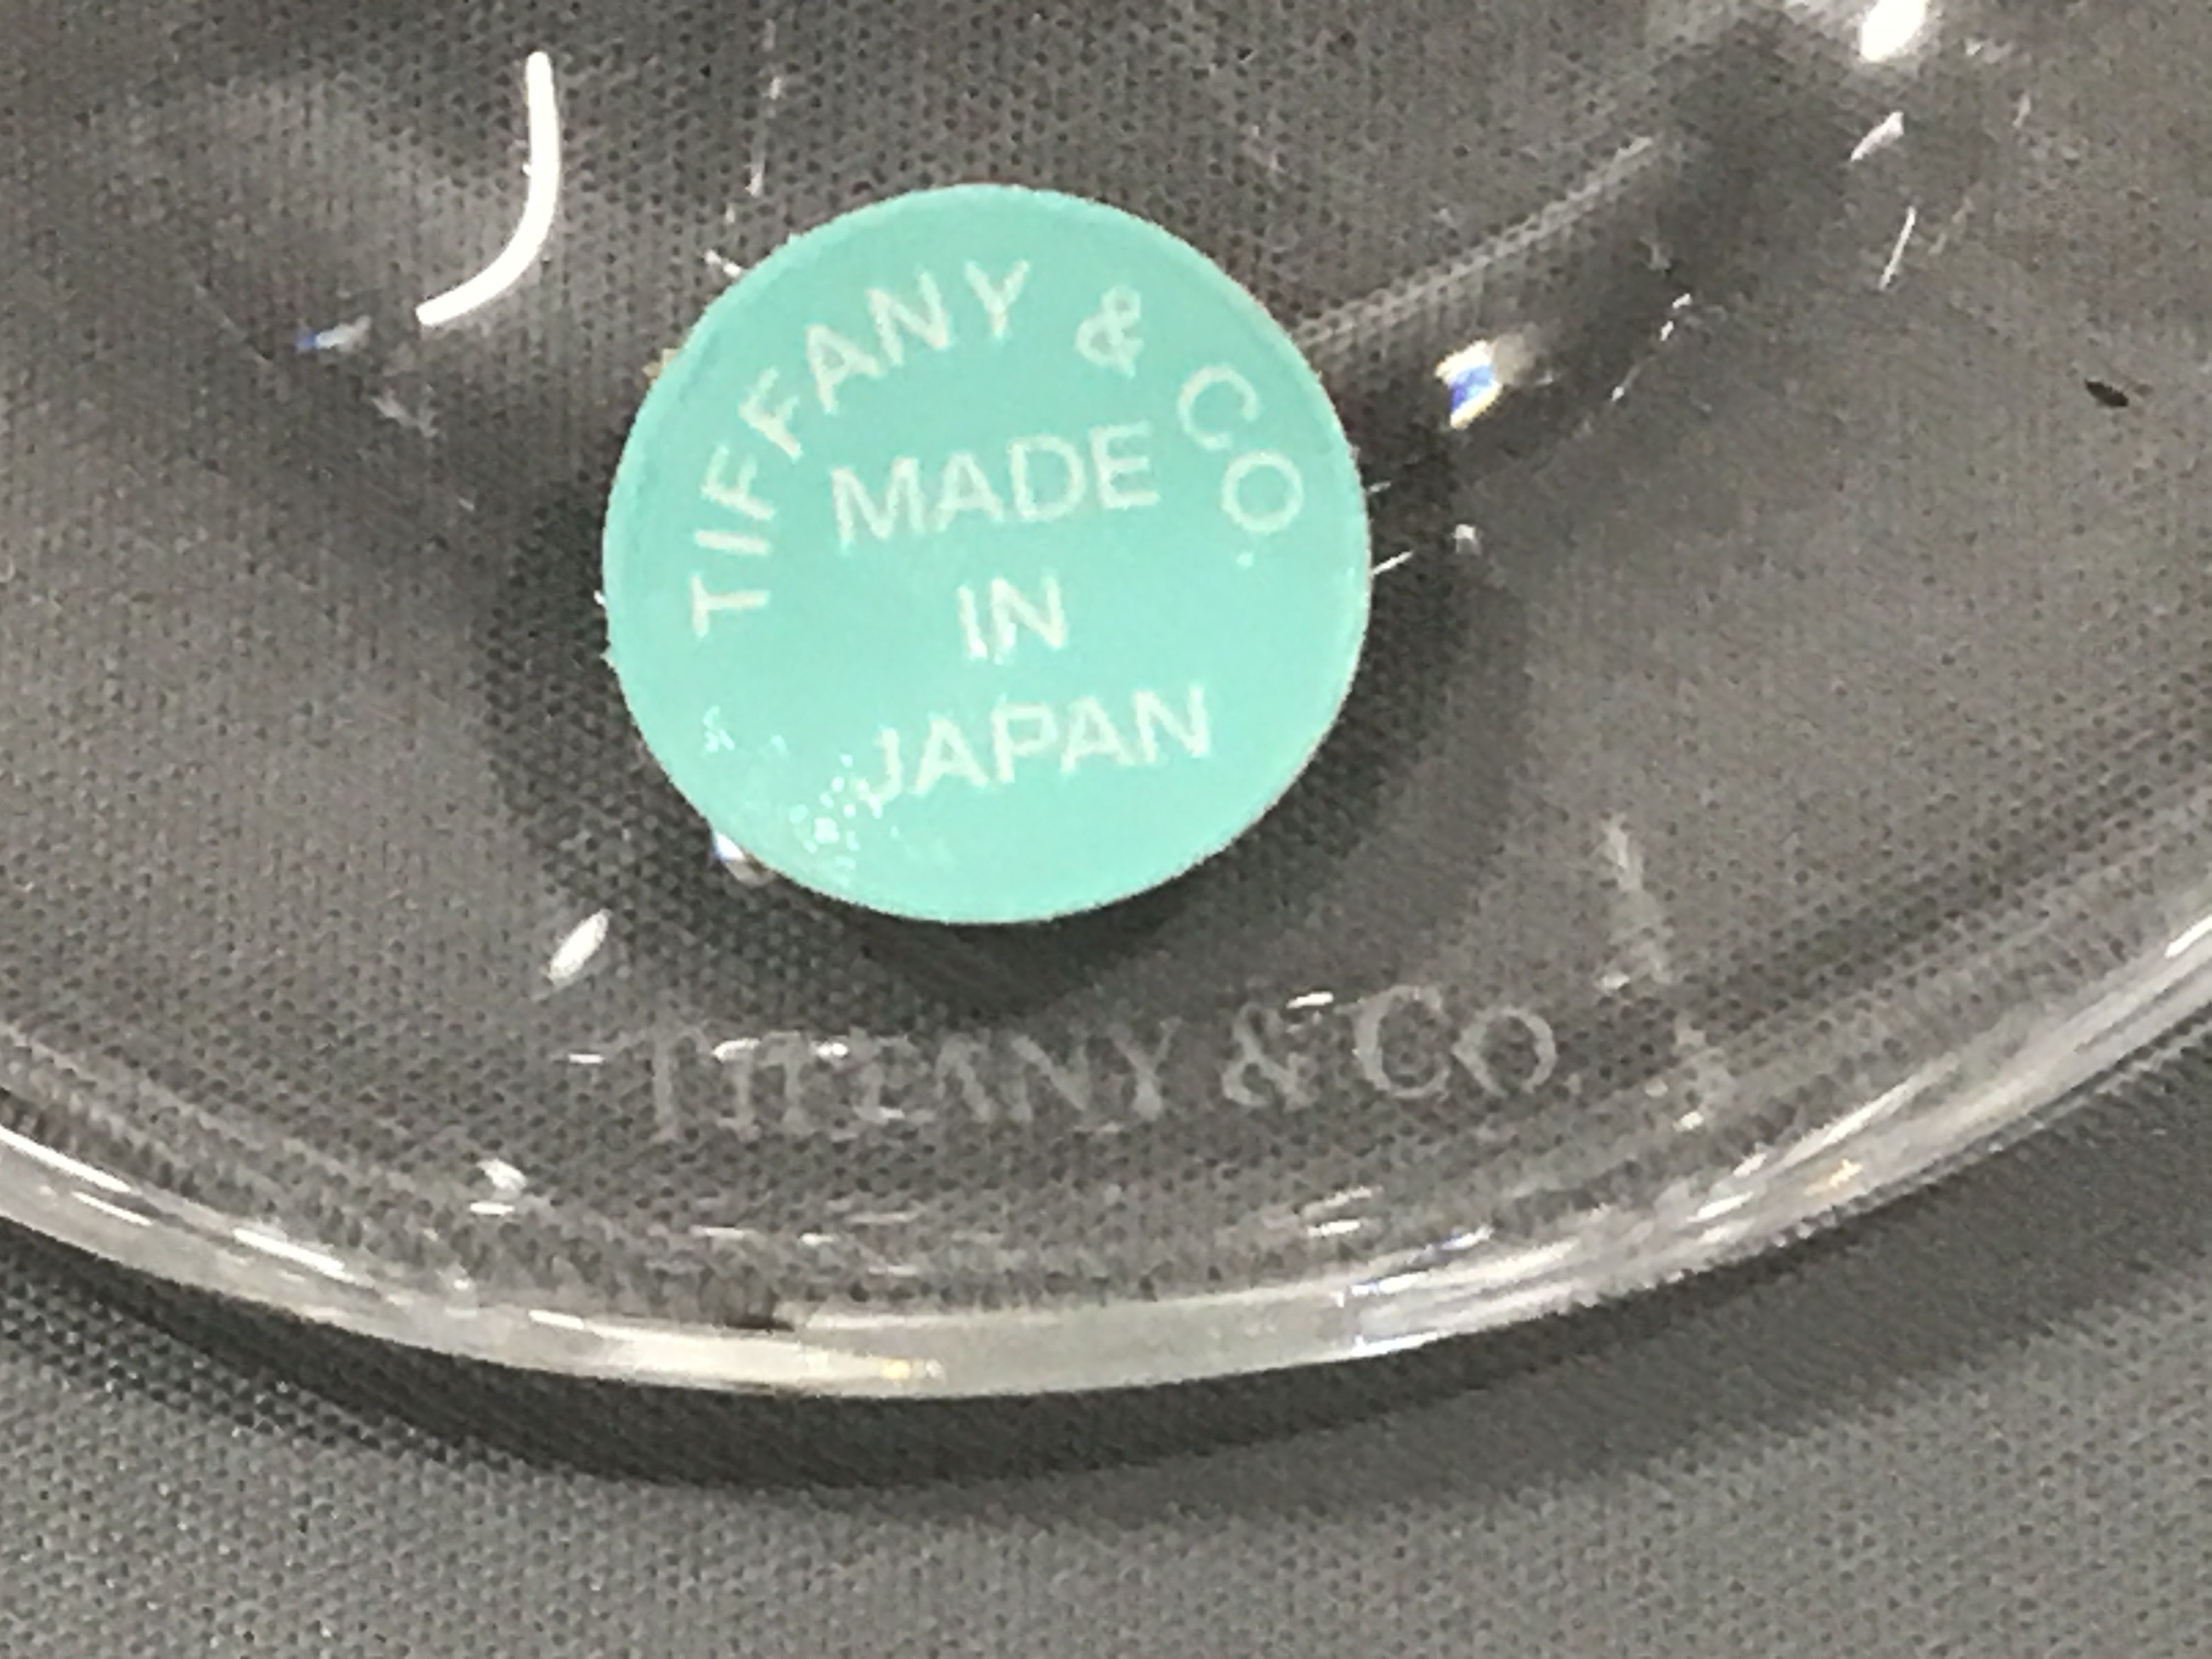 TIFFANY & CO.
MADE
IN
JAPAN
TIFFANY & CO.